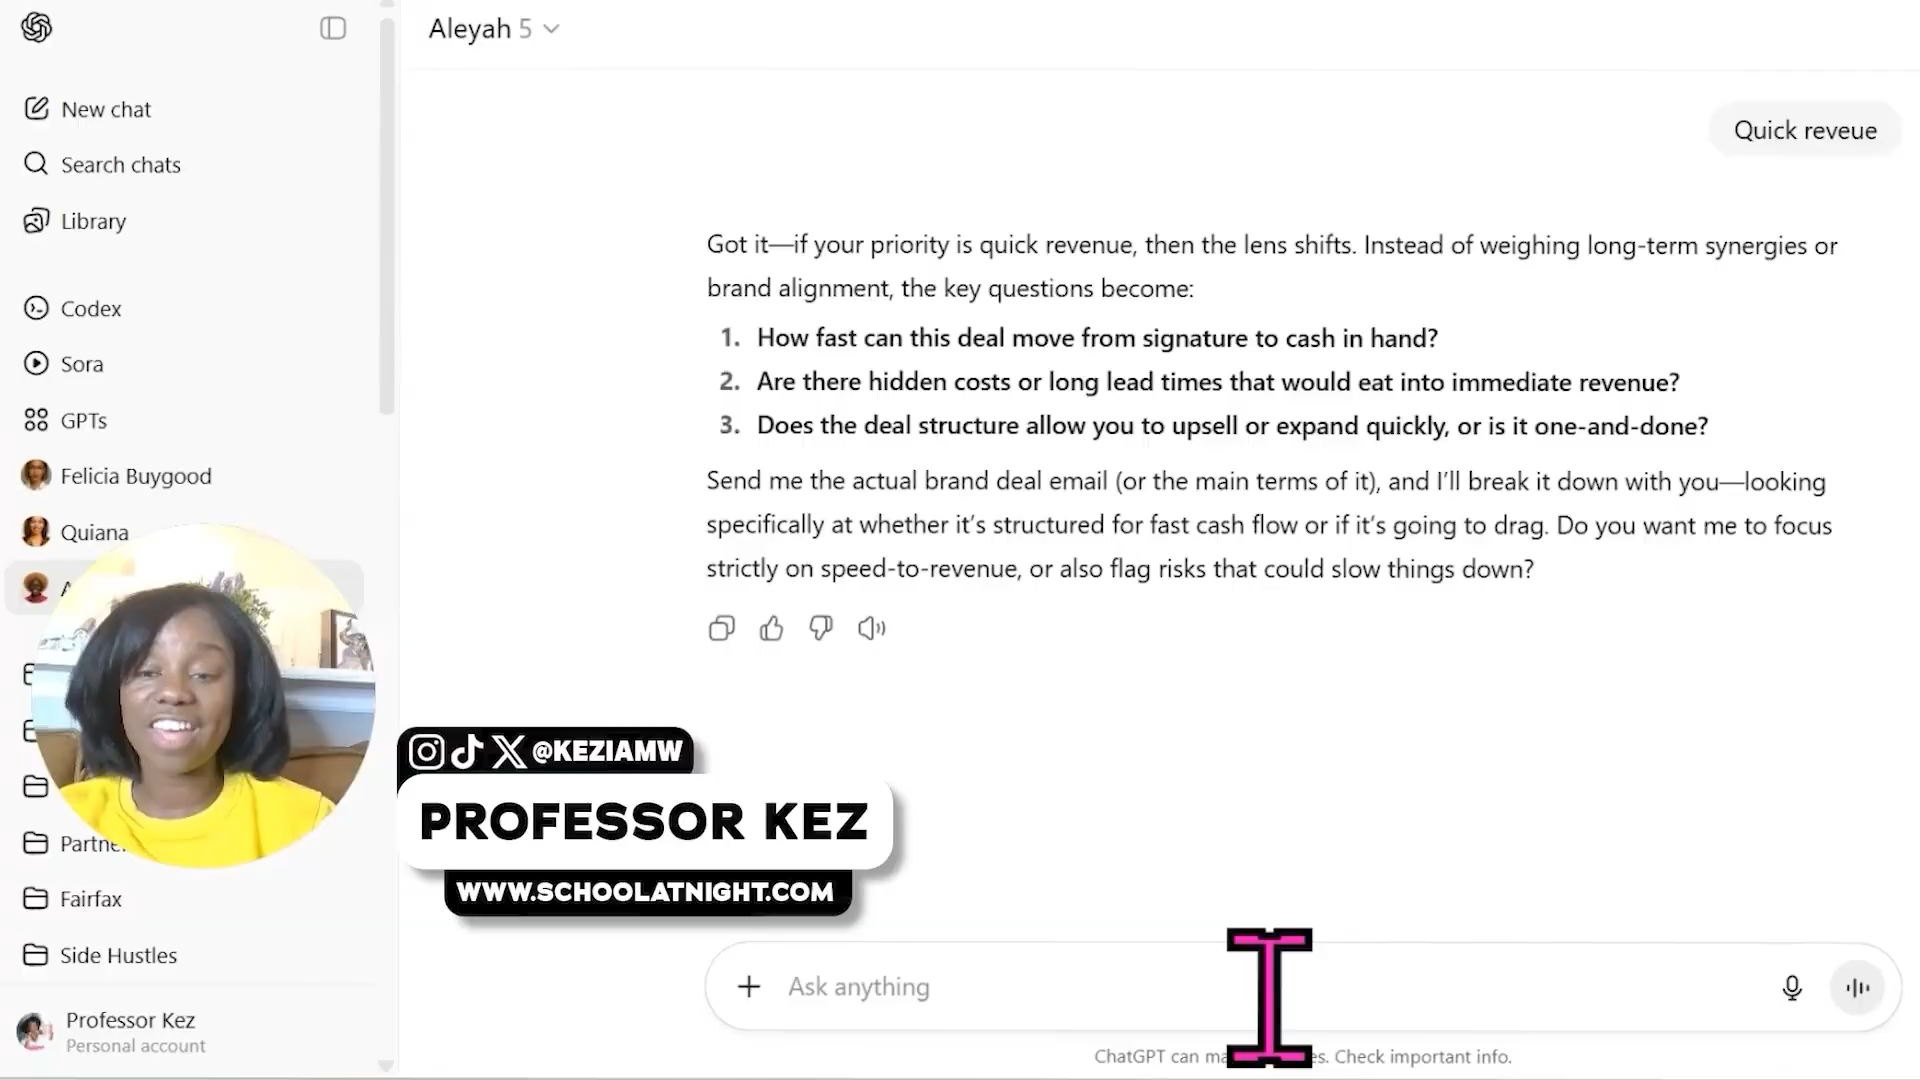 New chat
Search chats
Library
Codex
Sora
GPTs
Felicia Buygood
Quiana
A
Partne
Fairfax
Side Hustles
Professor Kez
Personal account
Aleyah 5
Quick reveue
Got it—if your priority is quick revenue, then the lens shifts. Instead of weighing long-term synergies or
brand alignment, the key questions become:
1. How fast can this deal move from signature to cash in hand?
2. Are there hidden costs or long lead times that would eat into immediate revenue?
3. Does the deal structure allow you to upsell or expand quickly, or is it one-and-done?
Send me the actual brand deal email (or the main terms of it), and I'll break it down with you—looking
specifically at whether it's structured for fast cash flow or if it's going to drag. Do you want me to focus
strictly on speed-to-revenue, or also flag risks that could slow things down?
@KEZIAMW
PROFESSOR KEZ
WWW.SCHOOLATNIGHT.COM
Ask anything
ChatGPT can ma es. Check important info.